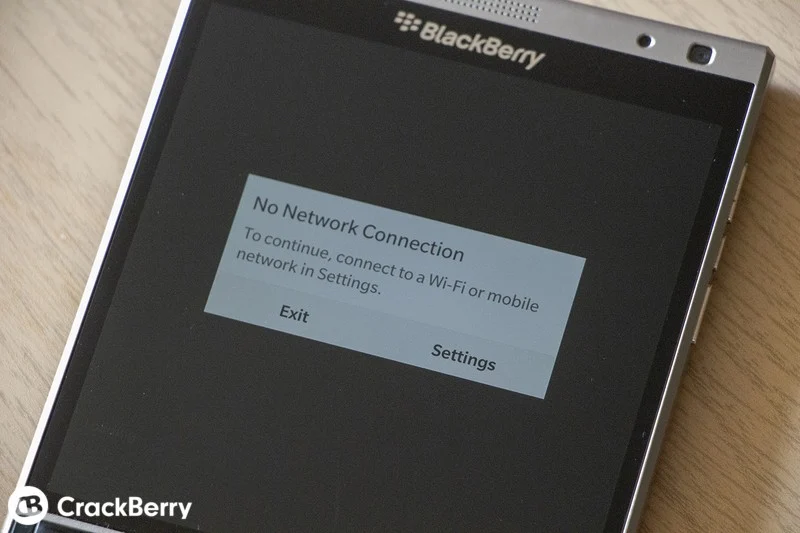 BlackBerry
No Network Connection
To continue, connect to a Wi-Fi or mobile
network in Settings.
Exit
Settings
CrackBerry